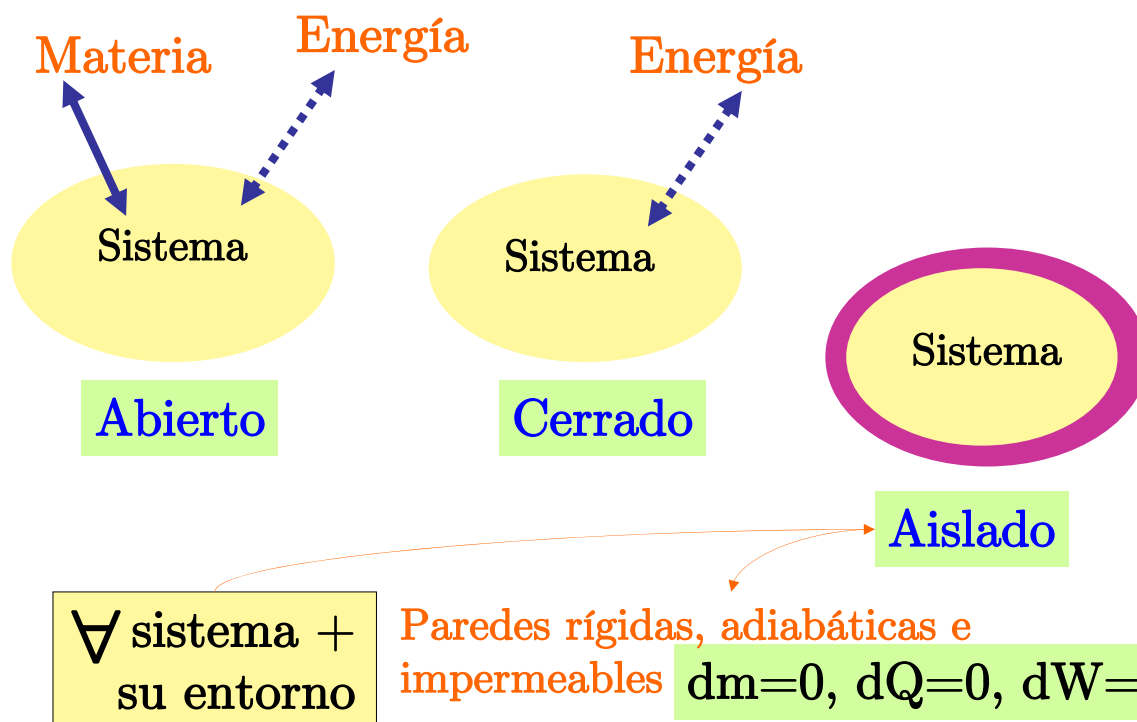 Materia
Energía
Energía
Sistema
Sistema
Sistema
Abierto
Cerrado
Aislado
∀ sistema +
su entorno
Paredes rígidas, adiabáticas e
impermeables
dm=0, dQ=0, dW=